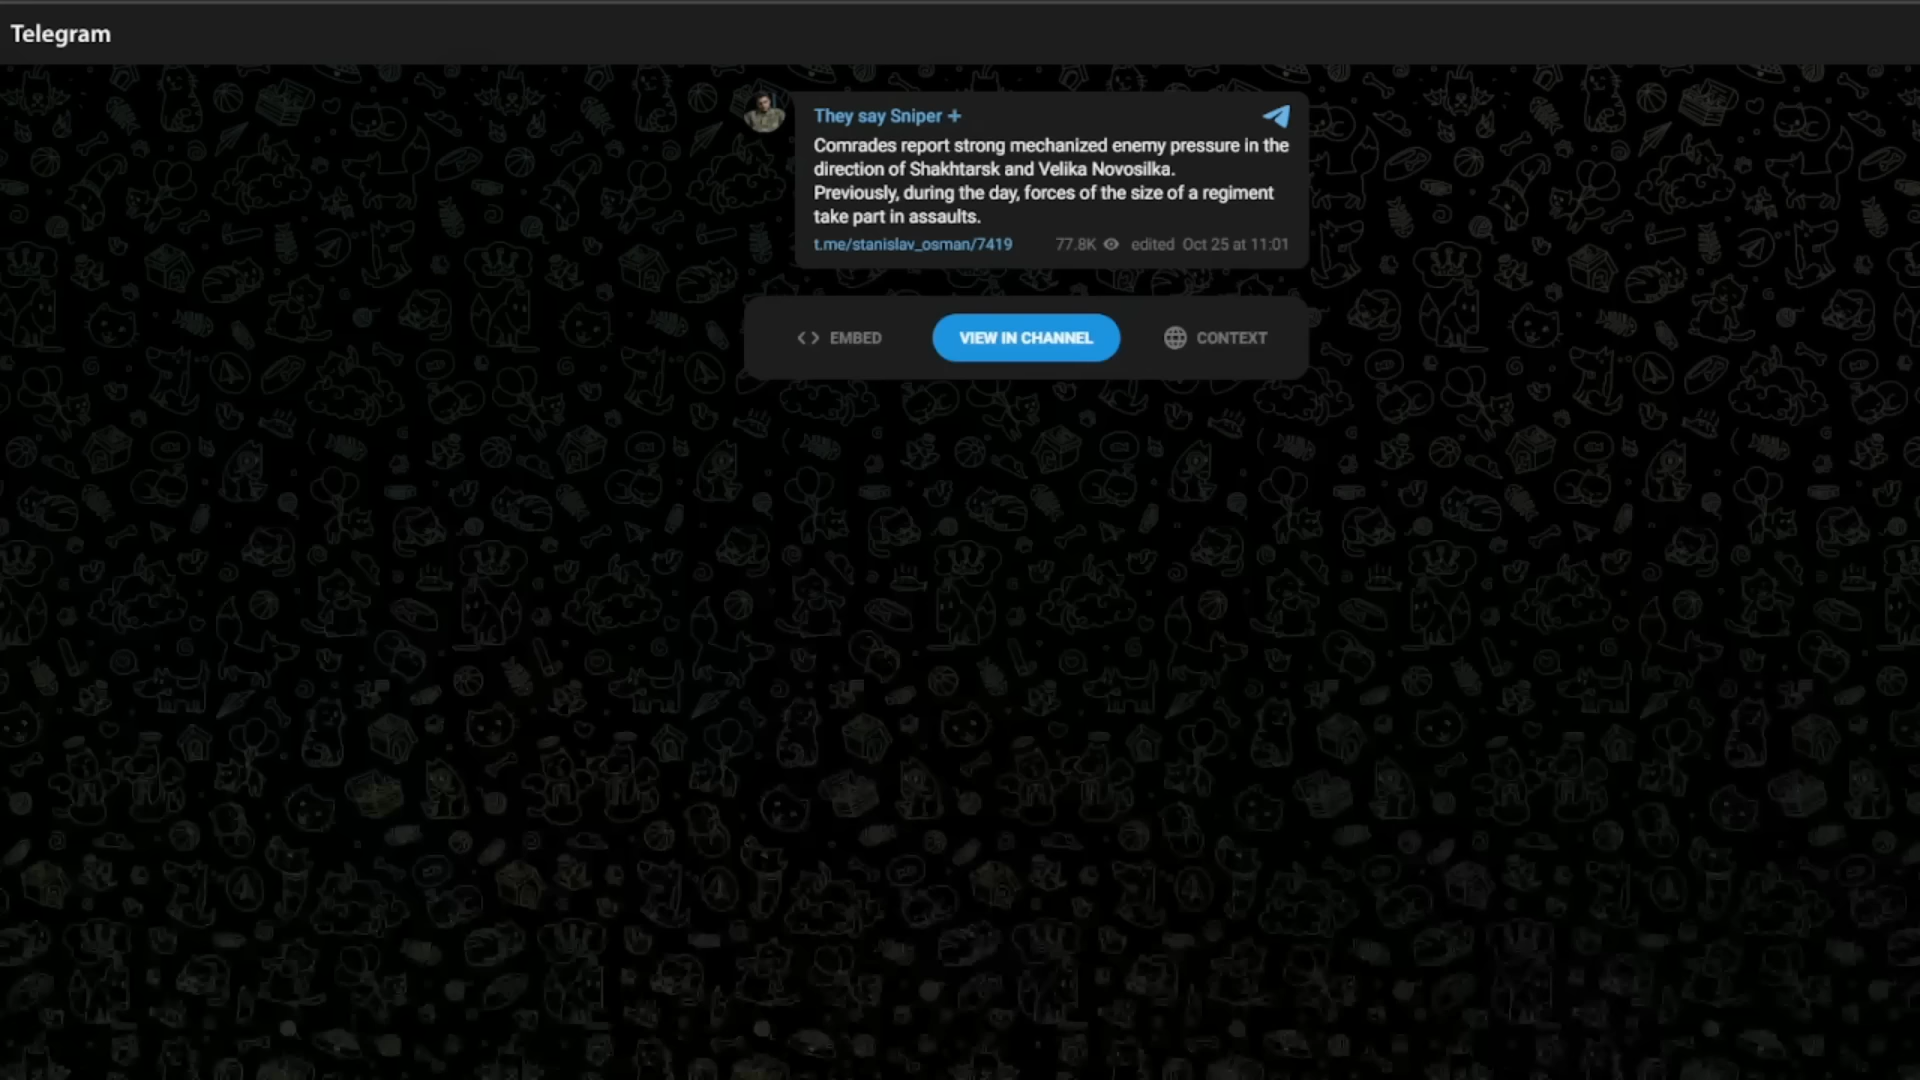 Telegram
They say Sniper +
Comrades report strong mechanized enemy pressure in the
direction of Shakhtarsk and Velika Novosilka.
Previously, during the day, forces of the size of a regiment
take part in assaults.
t.me/stanislav_osman/7419 77.8K edited Oct 25 at 11:01
EMBED VIEW IN CHANNEL CONTEXT